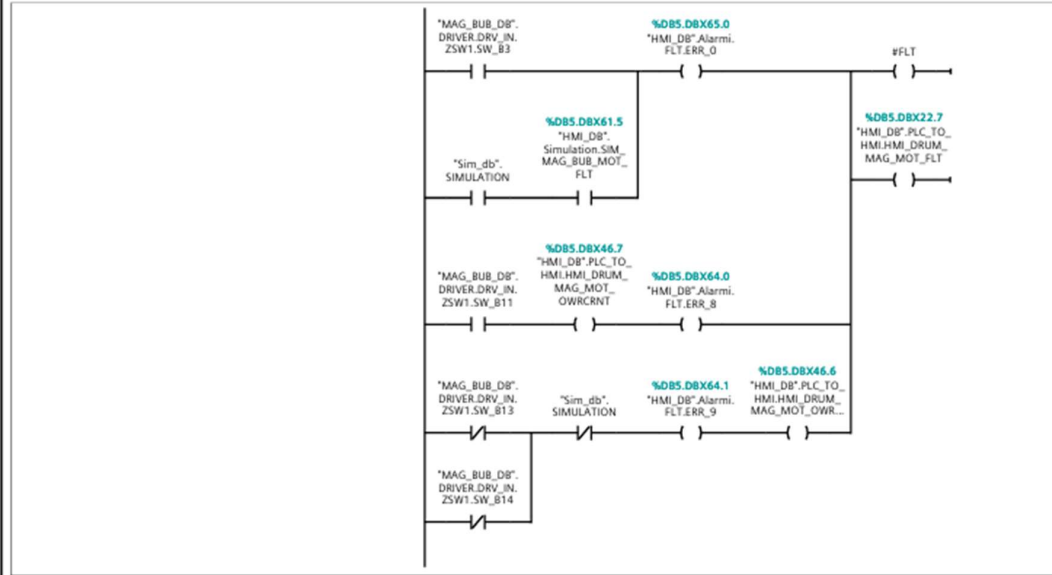 "MAG_BUB_DB".
DRIVER.DRV_IN.
ZSW1.SW_B3
%DB5.DBX65.0
"HMI_DB".Alarmi.
FLT.ERR_0
#FLT
"Sim_db".
SIMULATION
%DB5.DBX61.5
"HMI_DB".
Simulation.SIM_
MAG_BUB_MOT_
FLT
%DB5.DBX22.7
"HMI_DB".PLC_TO_
HMI.HMI_DRUM_
MAG_MOT_FLT
"MAG_BUB_DB".
DRIVER.DRV_IN.
ZSW1.SW_B11
%DB5.DBX46.7
"HMI_DB".PLC_TO_
HMI.HMI_DRUM_
MAG_MOT_
OWRCRNT
%DB5.DBX64.0
"HMI_DB".Alarmi.
FLT.ERR_8
"MAG_BUB_DB".
DRIVER.DRV_IN.
ZSW1.SW_B13
"Sim_db".
SIMULATION
%DB5.DBX64.1
"HMI_DB".Alarmi.
FLT.ERR_9
%DB5.DBX46.6
"HMI_DB".PLC_TO_
HMI.HMI_DRUM_
MAG_MOT_OWR...
"MAG_BUB_DB".
DRIVER.DRV_IN.
ZSW1.SW_B14